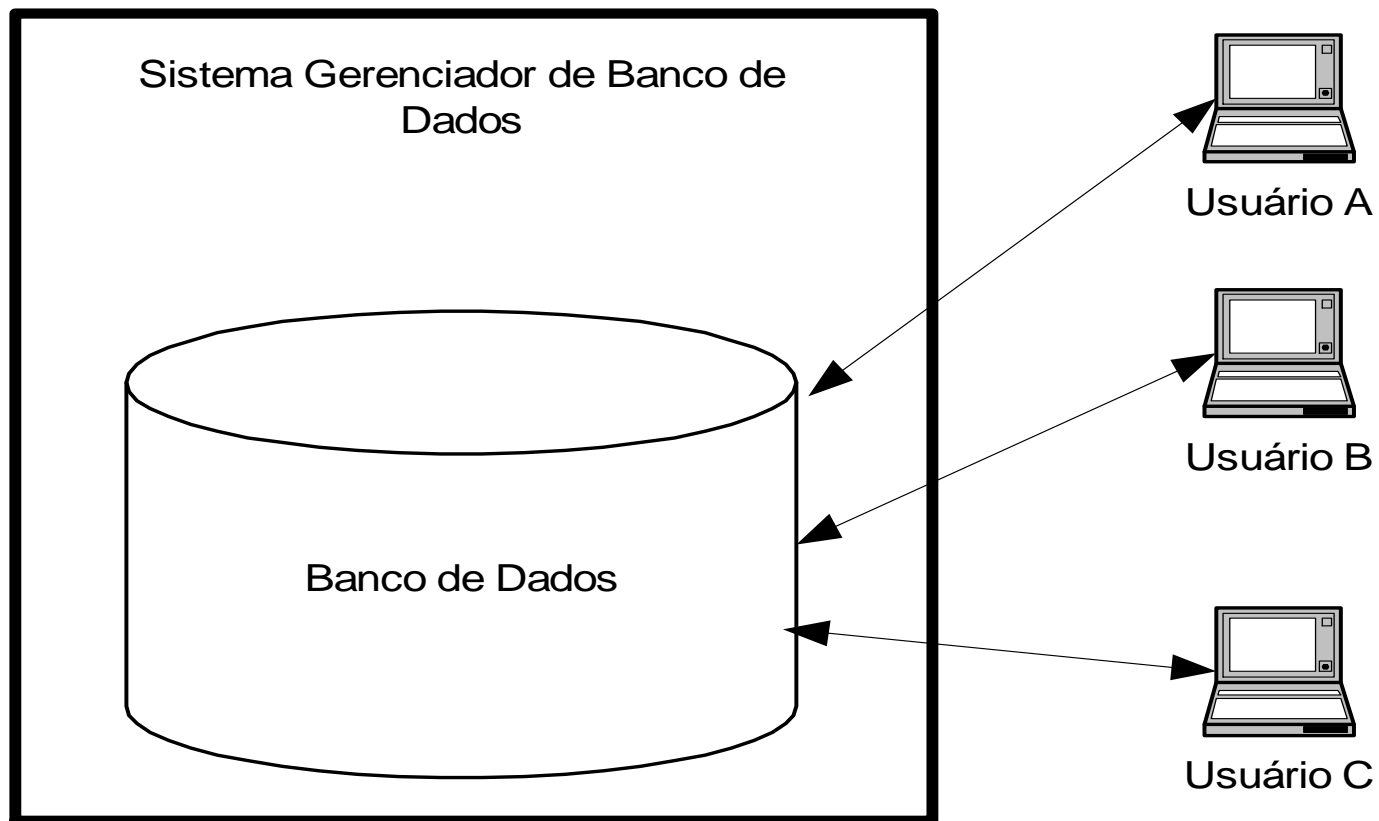 Sistema Gerenciador de Banco de
Dados
Usuário A
Usuário B
Banco de Dados
Usuário C